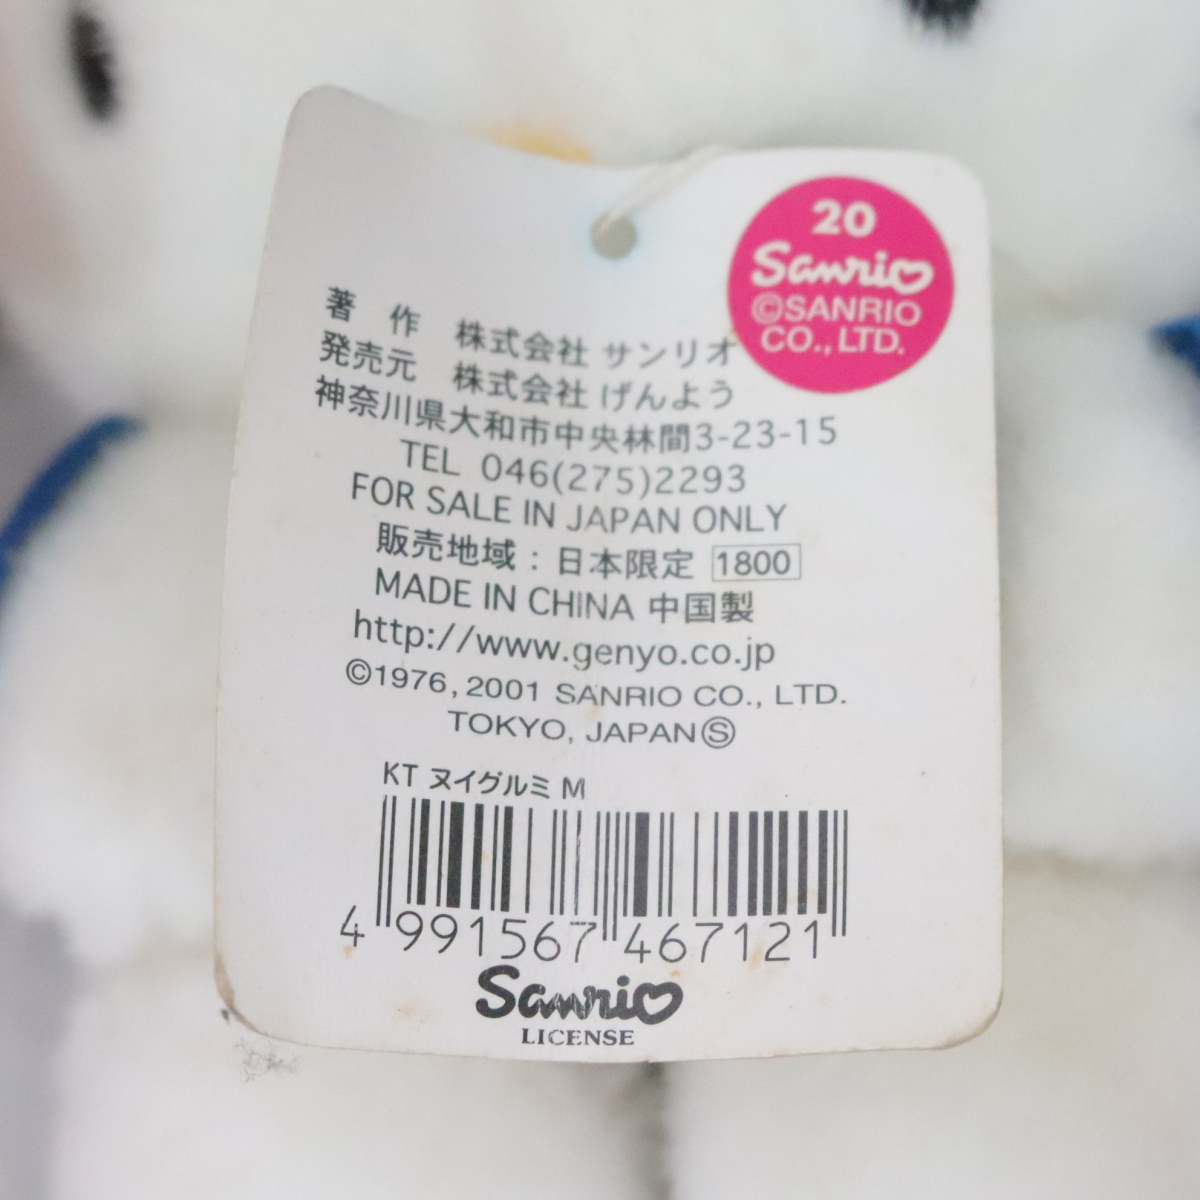 20
Sanrio
©SANRIO
CO., LTD.
著 作 株式会社 サンリオ
発売元 株式会社 げんよう
神奈川県大和市中央林間3-23-15
TEL 046(275)2293
FOR SALE IN JAPAN ONLY
販売地域：日本限定 1800
MADE IN CHINA 中国製
http://www.genyo.co.jp
©1976, 2001 SANRIO CO., LTD.
TOKYO, JAPANⓈ
KT ヌイグルミ M
4 991567 467121
Sanrio
LICENSE